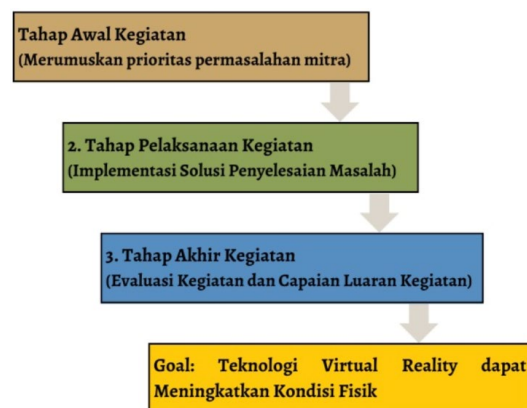 Tahap Awal Kegiatan
(Merumuskan prioritas permasalahan mitra)
2. Tahap Pelaksanaan Kegiatan
(Implementasi Solusi Penyelesaian Masalah)
3. Tahap Akhir Kegiatan
(Evaluasi Kegiatan dan Capaian Luaran Kegiatan)
Goal: Teknologi Virtual Reality dapat
Meningkatkan Kondisi Fisik